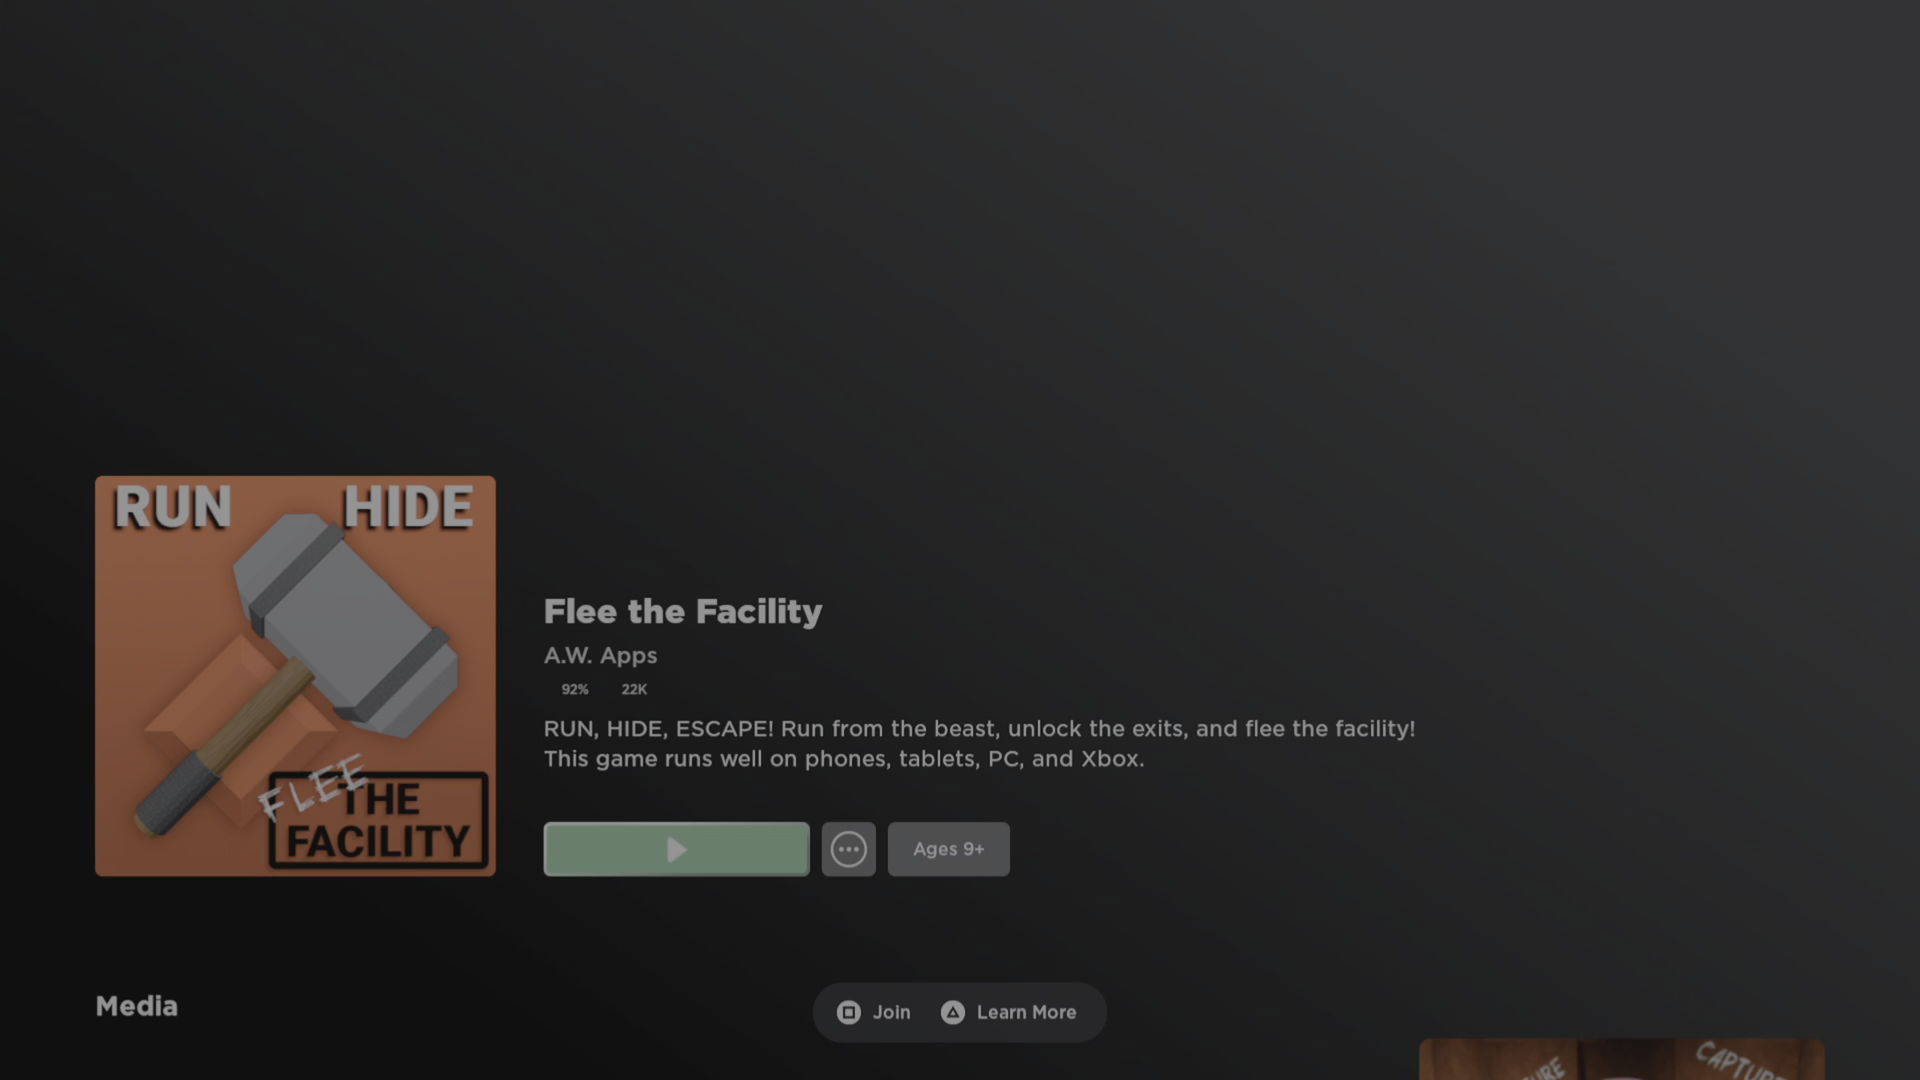 RUN HIDE
FLEE
THE
FACILITY
Flee the Facility
A.W. Apps
92% 22K
RUN, HIDE, ESCAPE! Run from the beast, unlock the exits, and flee the facility!
This game runs well on phones, tablets, PC, and Xbox.
Ages 9+
Media
Join Learn More